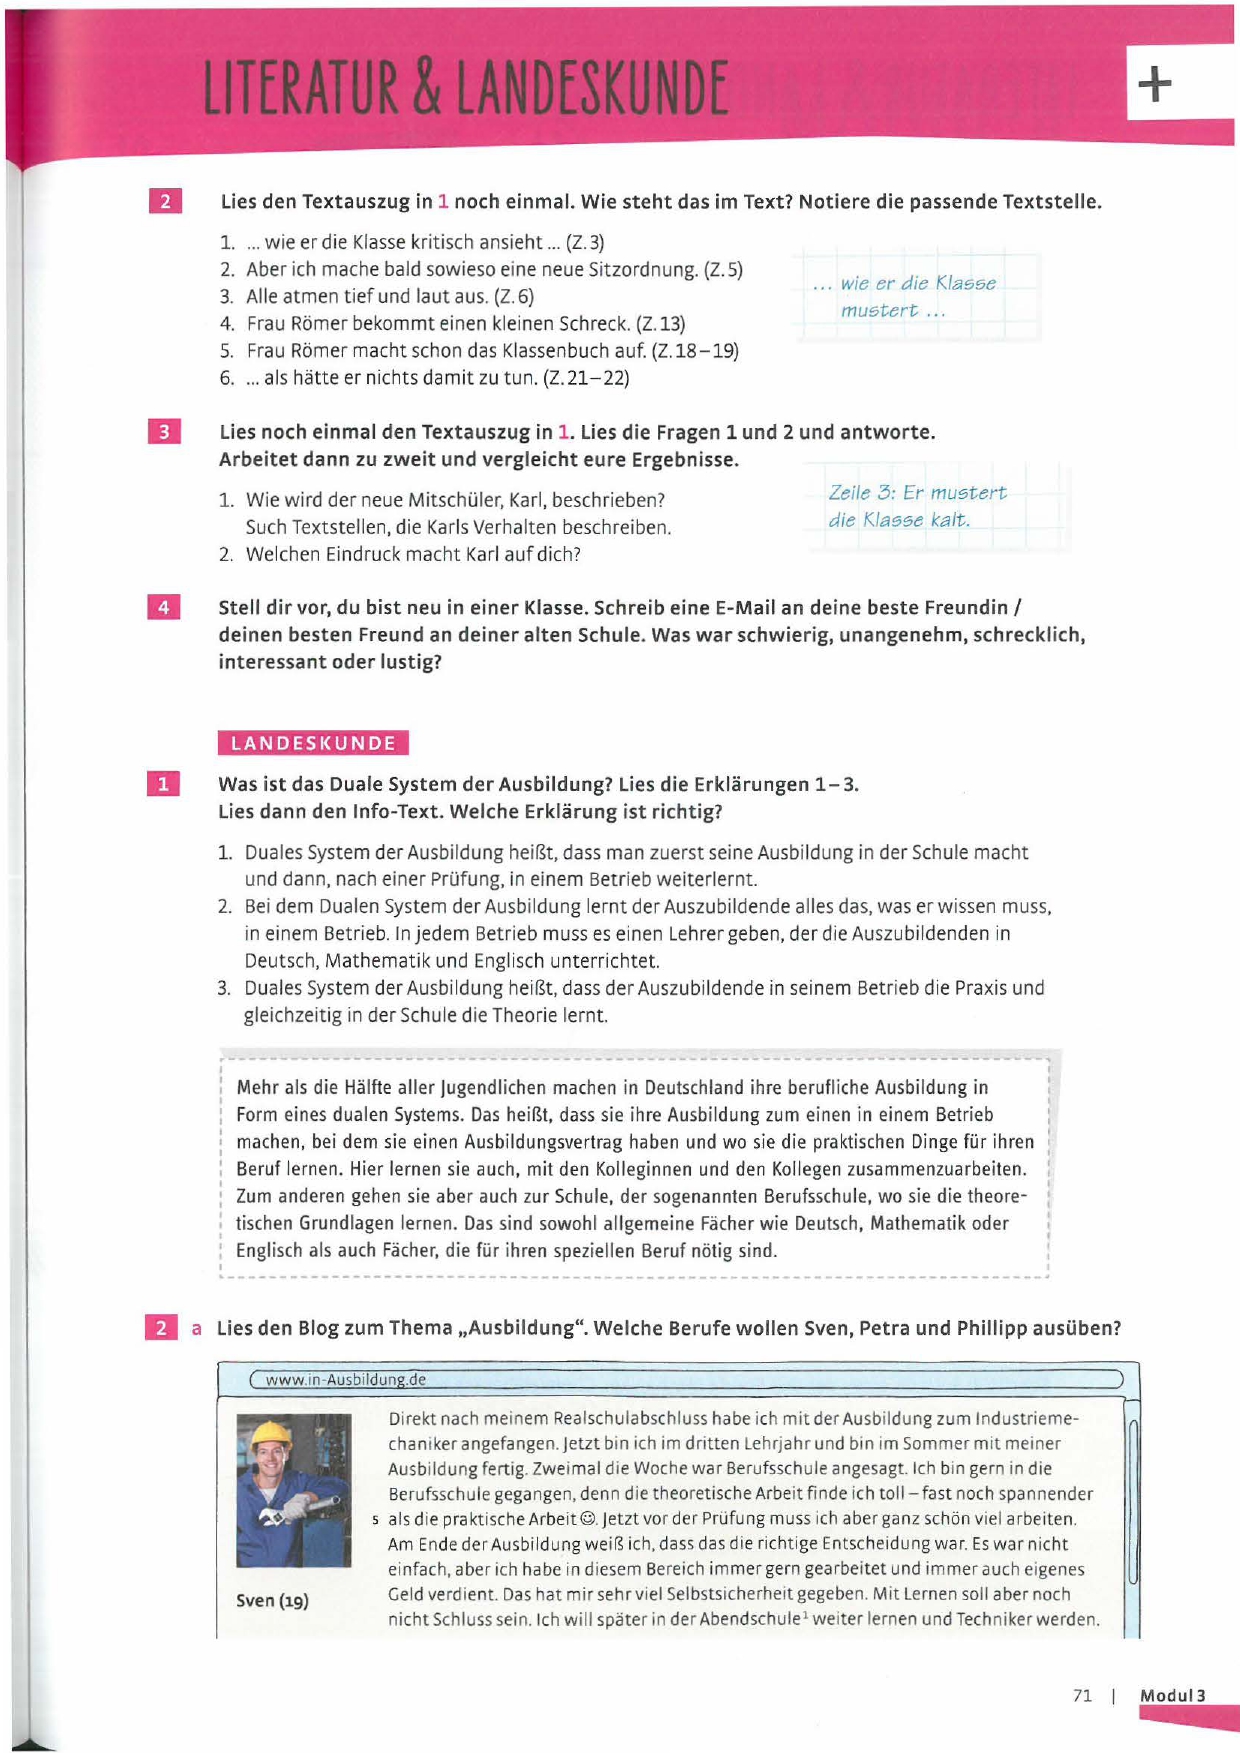 LITERATUR & LANDESKUNDE
+
2 Lies den Textauszug in 1 noch einmal. Wie steht das im Text? Notiere die passende Textstelle.
1. ... wie er die Klasse kritisch ansieht ... (Z. 3)
2. Aber ich mache bald sowieso eine neue Sitzordnung. (Z. 5)
3. Alle atmen tief und laut aus. (Z. 6)
4. Frau Römer bekommt einen kleinen Schreck. (Z. 13)
5. Frau Römer macht schon das Klassenbuch auf. (Z. 18–19)
6. ... als hätte er nichts damit zu tun. (Z. 21–22)
... wie er die Klasse
mustert ...
3 Lies noch einmal den Textauszug in 1. Lies die Fragen 1 und 2 und antworte.
Arbeitet dann zu zweit und vergleicht eure Ergebnisse.
1. Wie wird der neue Mitschüler, Karl, beschrieben?
Such Textstellen, die Karls Verhalten beschreiben.
2. Welchen Eindruck macht Karl auf dich?
Zeile 3: Er mustert
die Klasse kalt.
4 Stell dir vor, du bist neu in einer Klasse. Schreib eine E-Mail an deine beste Freundin /
deinen besten Freund an deiner alten Schule. Was war schwierig, unangenehm, schrecklich,
interessant oder lustig?
LANDESKUNDE
1 Was ist das Duale System der Ausbildung? Lies die Erklärungen 1–3.
Lies dann den Info-Text. Welche Erklärung ist richtig?
1. Duales System der Ausbildung heißt, dass man zuerst seine Ausbildung in der Schule macht
und dann, nach einer Prüfung, in einem Betrieb weiterlernt.
2. Bei dem Dualen System der Ausbildung lernt der Auszubildende alles das, was er wissen muss,
in einem Betrieb. In jedem Betrieb muss es einen Lehrer geben, der die Auszubildenden in
Deutsch, Mathematik und Englisch unterrichtet.
3. Duales System der Ausbildung heißt, dass der Auszubildende in seinem Betrieb die Praxis und
gleichzeitig in der Schule die Theorie lernt.
Mehr als die Hälfte aller Jugendlichen machen in Deutschland ihre berufliche Ausbildung in
Form eines dualen Systems. Das heißt, dass sie ihre Ausbildung zum einen in einem Betrieb
machen, bei dem sie einen Ausbildungsvertrag haben und wo sie die praktischen Dinge für ihren
Beruf lernen. Hier lernen sie auch, mit den Kolleginnen und den Kollegen zusammenzuarbeiten.
Zum anderen gehen sie aber auch zur Schule, der sogenannten Berufsschule, wo sie die theore-
tischen Grundlagen lernen. Das sind sowohl allgemeine Fächer wie Deutsch, Mathematik oder
Englisch als auch Fächer, die für ihren speziellen Beruf nötig sind.
2 a Lies den Blog zum Thema „Ausbildung“. Welche Berufe wollen Sven, Petra und Phillipp ausüben?
www.in-Ausbildung.de
Direkt nach meinem Realschulabschluss habe ich mit der Ausbildung zum Industrieme-
chaniker angefangen. Jetzt bin ich im dritten Lehrjahr und bin im Sommer mit meiner
Ausbildung fertig. Zweimal die Woche war Berufsschule angesagt. Ich bin gern in die
Berufsschule gegangen, denn die theoretische Arbeit finde ich toll – fast noch spannender
5 als die praktische Arbeit ☺. Jetzt vor der Prüfung muss ich aber ganz schön viel arbeiten.
Am Ende der Ausbildung weiß ich, dass das die richtige Entscheidung war. Es war nicht
einfach, aber ich habe in diesem Bereich immer gern gearbeitet und immer auch eigenes
Geld verdient. Das hat mir sehr viel Selbstsicherheit gegeben. Mit Lernen soll aber noch
nicht Schluss sein. Ich will später in der Abendschule¹ weiter lernen und Techniker werden.
Sven (19)
71 | Modul 3